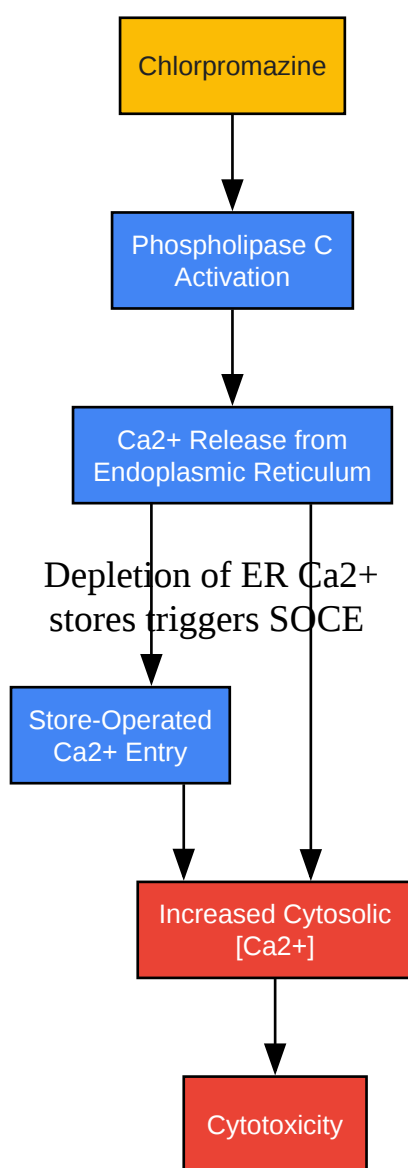 Chlorpromazine
Phospholipase C
Activation
Ca2+ Release from
Endoplasmic Reticulum
Depletion of ER Ca2+
stores triggers SOCE
Store-Operated
Ca2+ Entry
Increased Cytosolic
[Ca2+]
Cytotoxicity